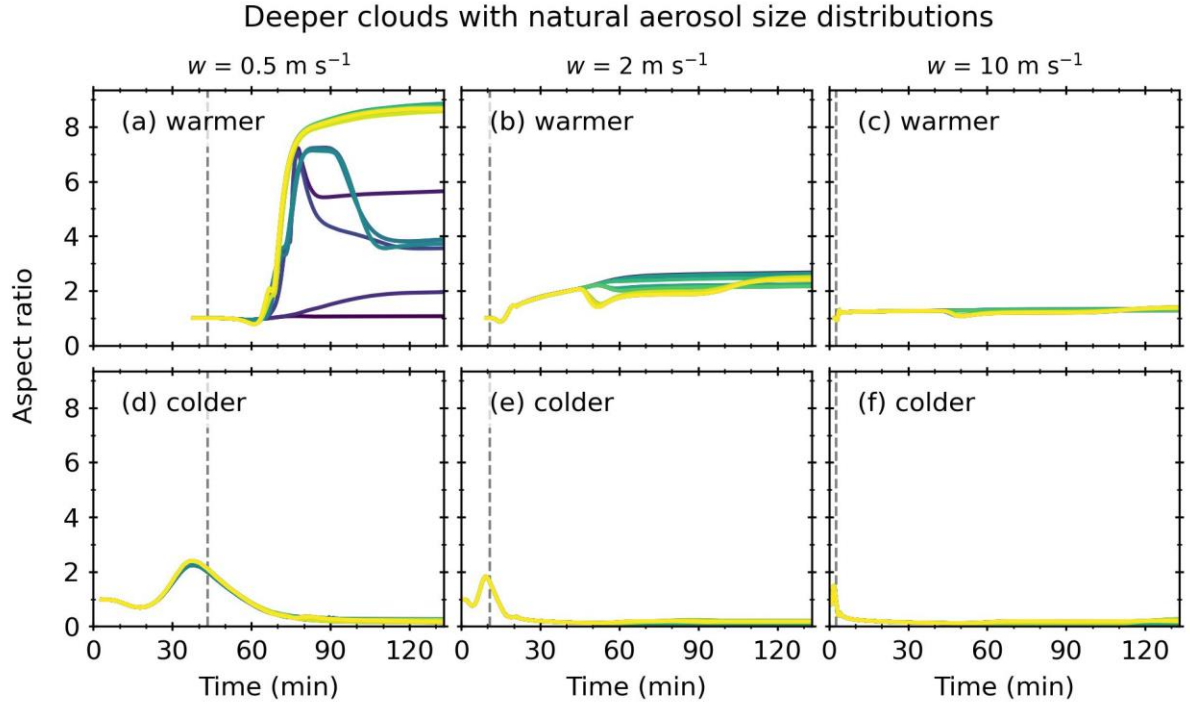 Deeper clouds with natural aerosol size distributions
w = 0.5 m s⁻¹
w = 2 m s⁻¹
w = 10 m s⁻¹
(a) warmer
(b) warmer
(c) warmer
8
6
4
2
0
Aspect ratio
(d) colder
(e) colder
(f) colder
8
6
4
2
0
0 30 60 90 120
0 30 60 90 120
0 30 60 90 120
Time (min)
Time (min)
Time (min)